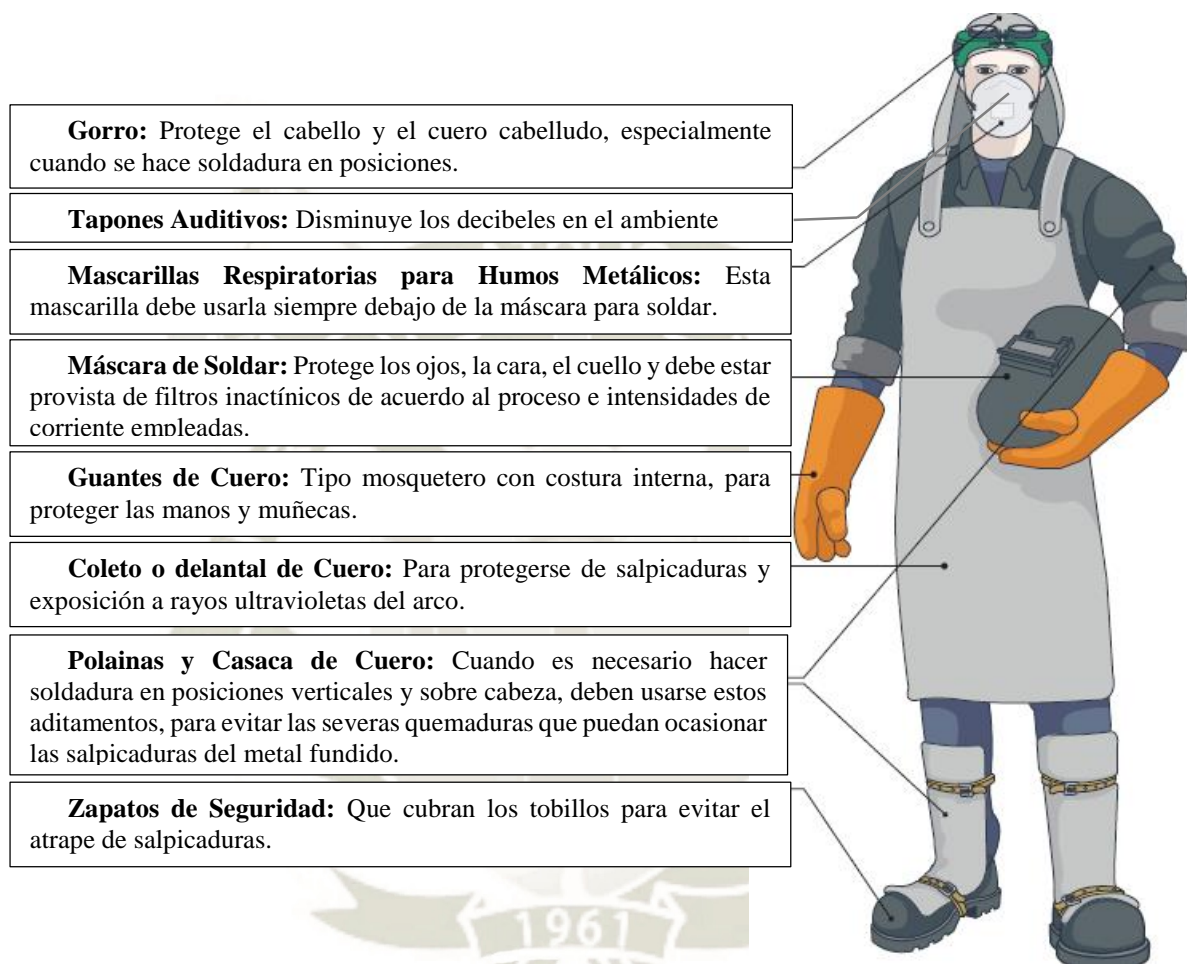 Gorro: Protege el cabello y el cuero cabelludo, especialmente
cuando se hace soldadura en posiciones.
Tapones Auditivos: Disminuye los decibeles en el ambiente
Mascarillas Respiratorias para Humos Metálicos: Esta
mascarilla debe usarla siempre debajo de la máscara para soldar.
Máscara de Soldar: Protege los ojos, la cara, el cuello y debe estar
provista de filtros inactínicos de acuerdo al proceso e intensidades de
corriente empleadas.
Guantes de Cuero: Tipo mosquetero con costura interna, para
proteger las manos y muñecas.
Coleto o delantal de Cuero: Para protegerse de salpicaduras y
exposición a rayos ultravioletas del arco.
Polainas y Casaca de Cuero: Cuando es necesario hacer
soldadura en posiciones verticales y sobre cabeza, deben usarse estos
aditamentos, para evitar las severas quemaduras que puedan ocasionar
las salpicaduras del metal fundido.
Zapatos de Seguridad: Que cubran los tobillos para evitar el
atrape de salpicaduras.
1961